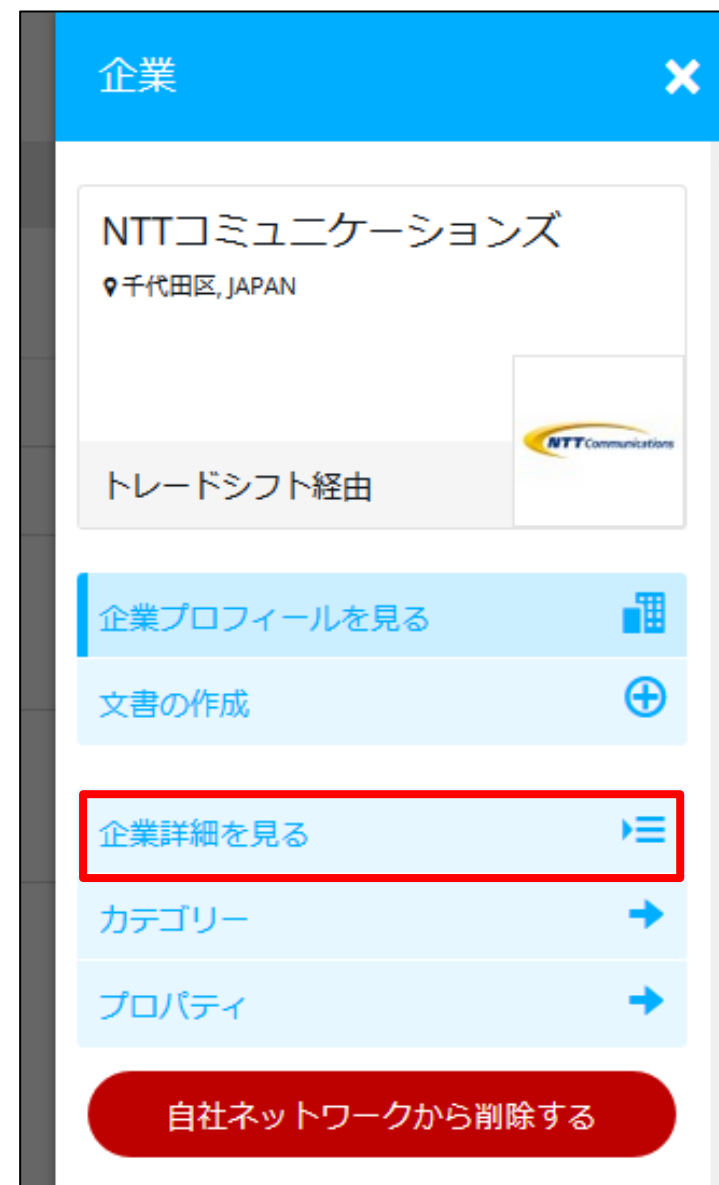 企業
NTTコミュニケーションズ
千代田区, JAPAN
NTT Communications
トレードシフト経由
企業プロフィールを見る
文書の作成
企業詳細を見る
カテゴリー
プロパティ
自社ネットワークから削除する